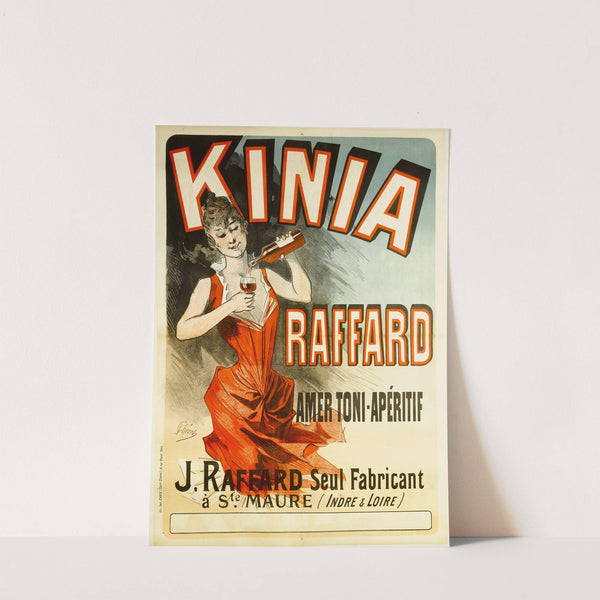 KINIA
RAFFARD
AMER TONI-APÉRITIF
J. RAFFARD Seul Fabricant
à Ste MAURE (INDRE & LOIRE)